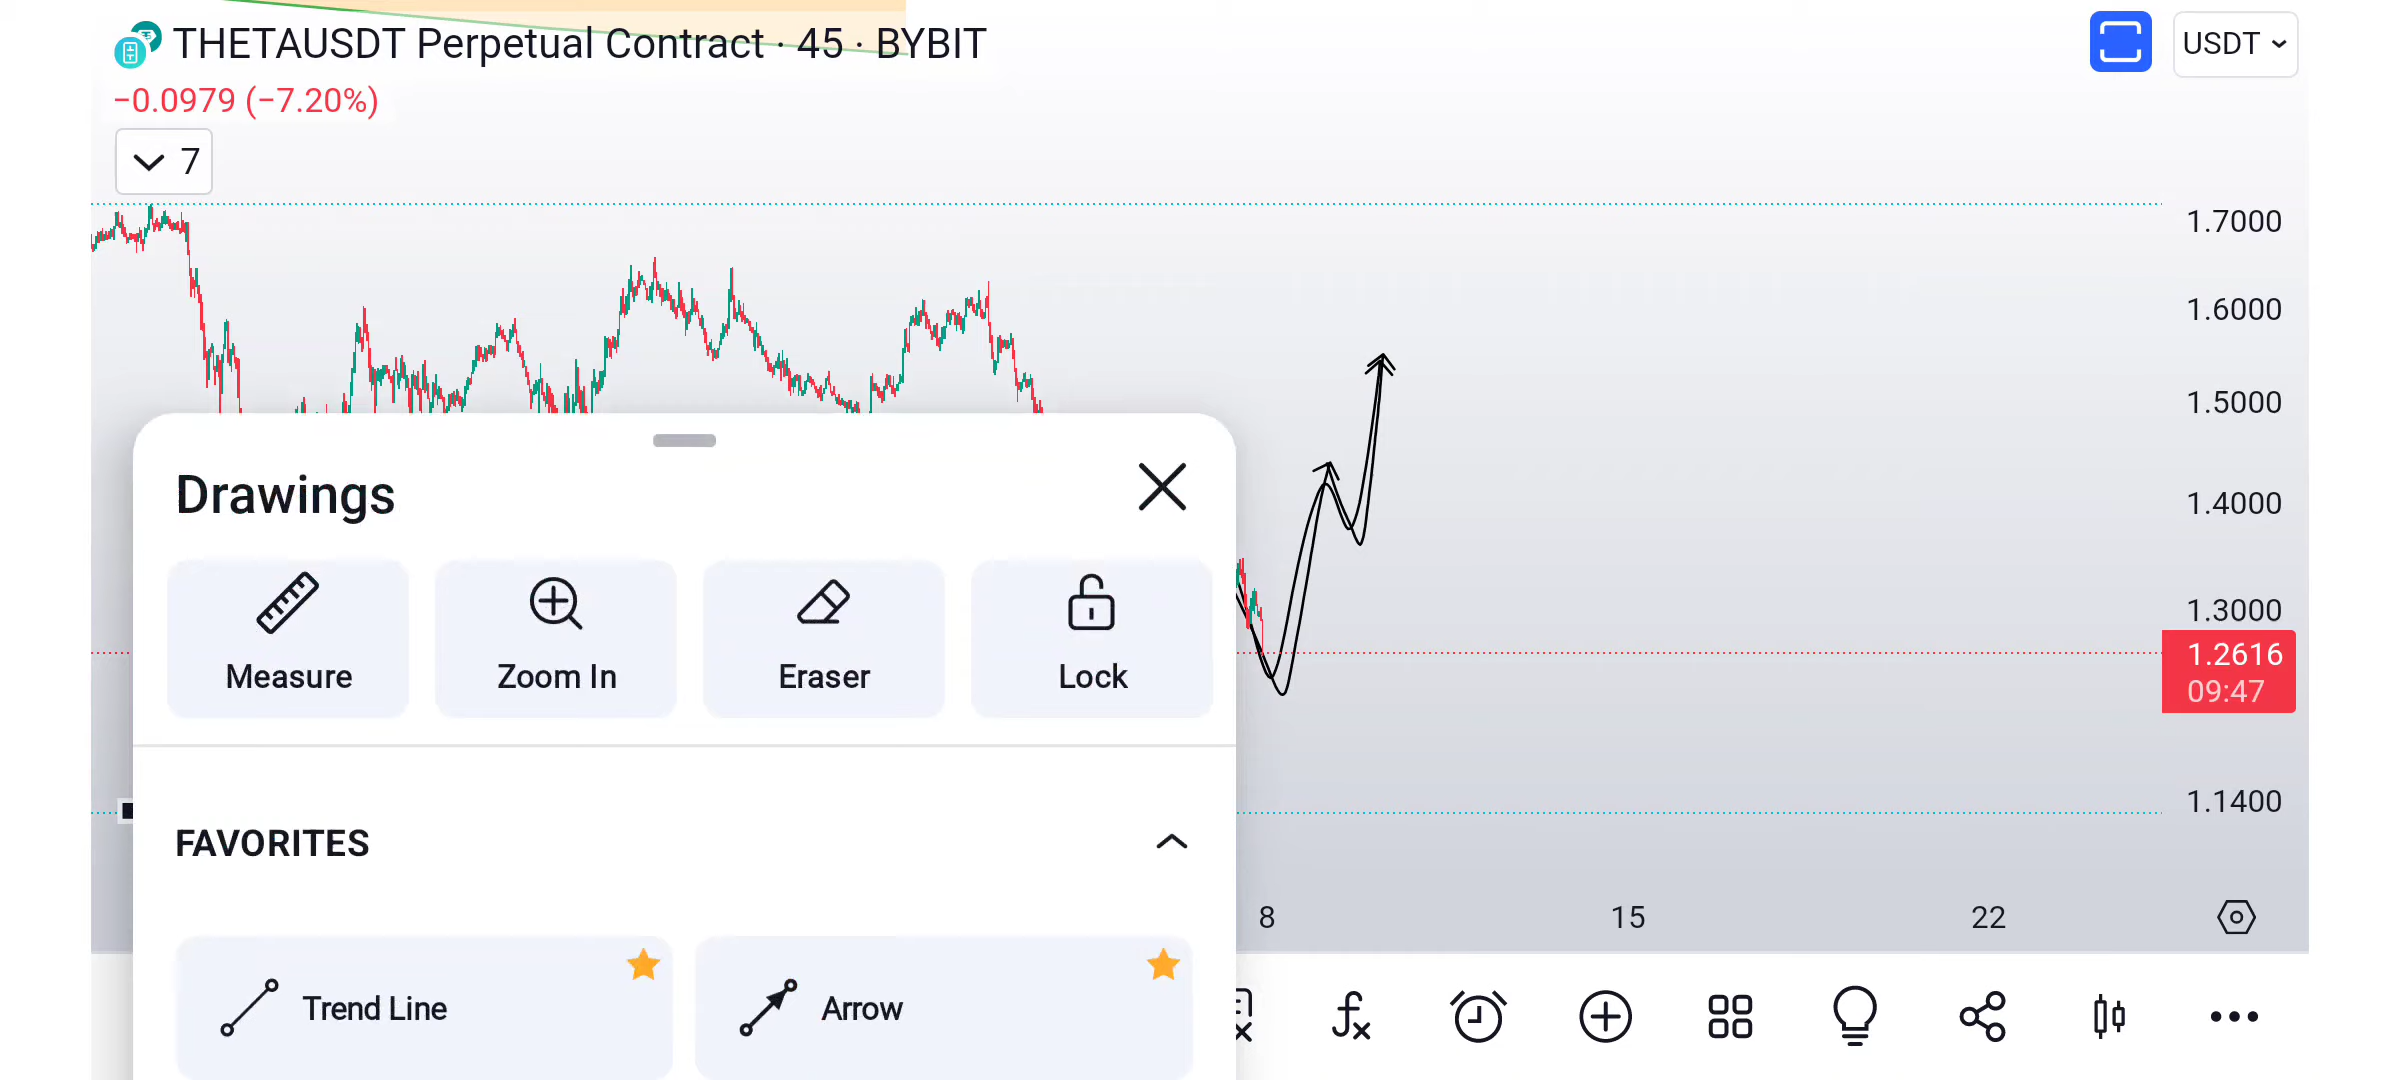 THETAUSDT Perpetual Contract · 45 · BYBIT
USDT
−0.0979 (−7.20%)
7
1.7000
1.6000
1.5000
1.4000
1.3000
1.2616
09:47
1.1400
Drawings
Measure
Zoom In
Eraser
Lock
FAVORITES
Trend Line
Arrow
8
15
22